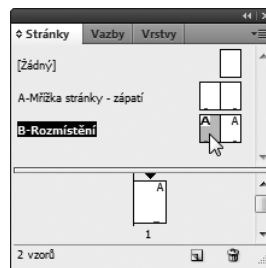 Stránky Vazby Vrstvy
[Žádný]
A-Mřížka stránky - zápatí
B-Rozmístění
A A
A
1
2 vzorů